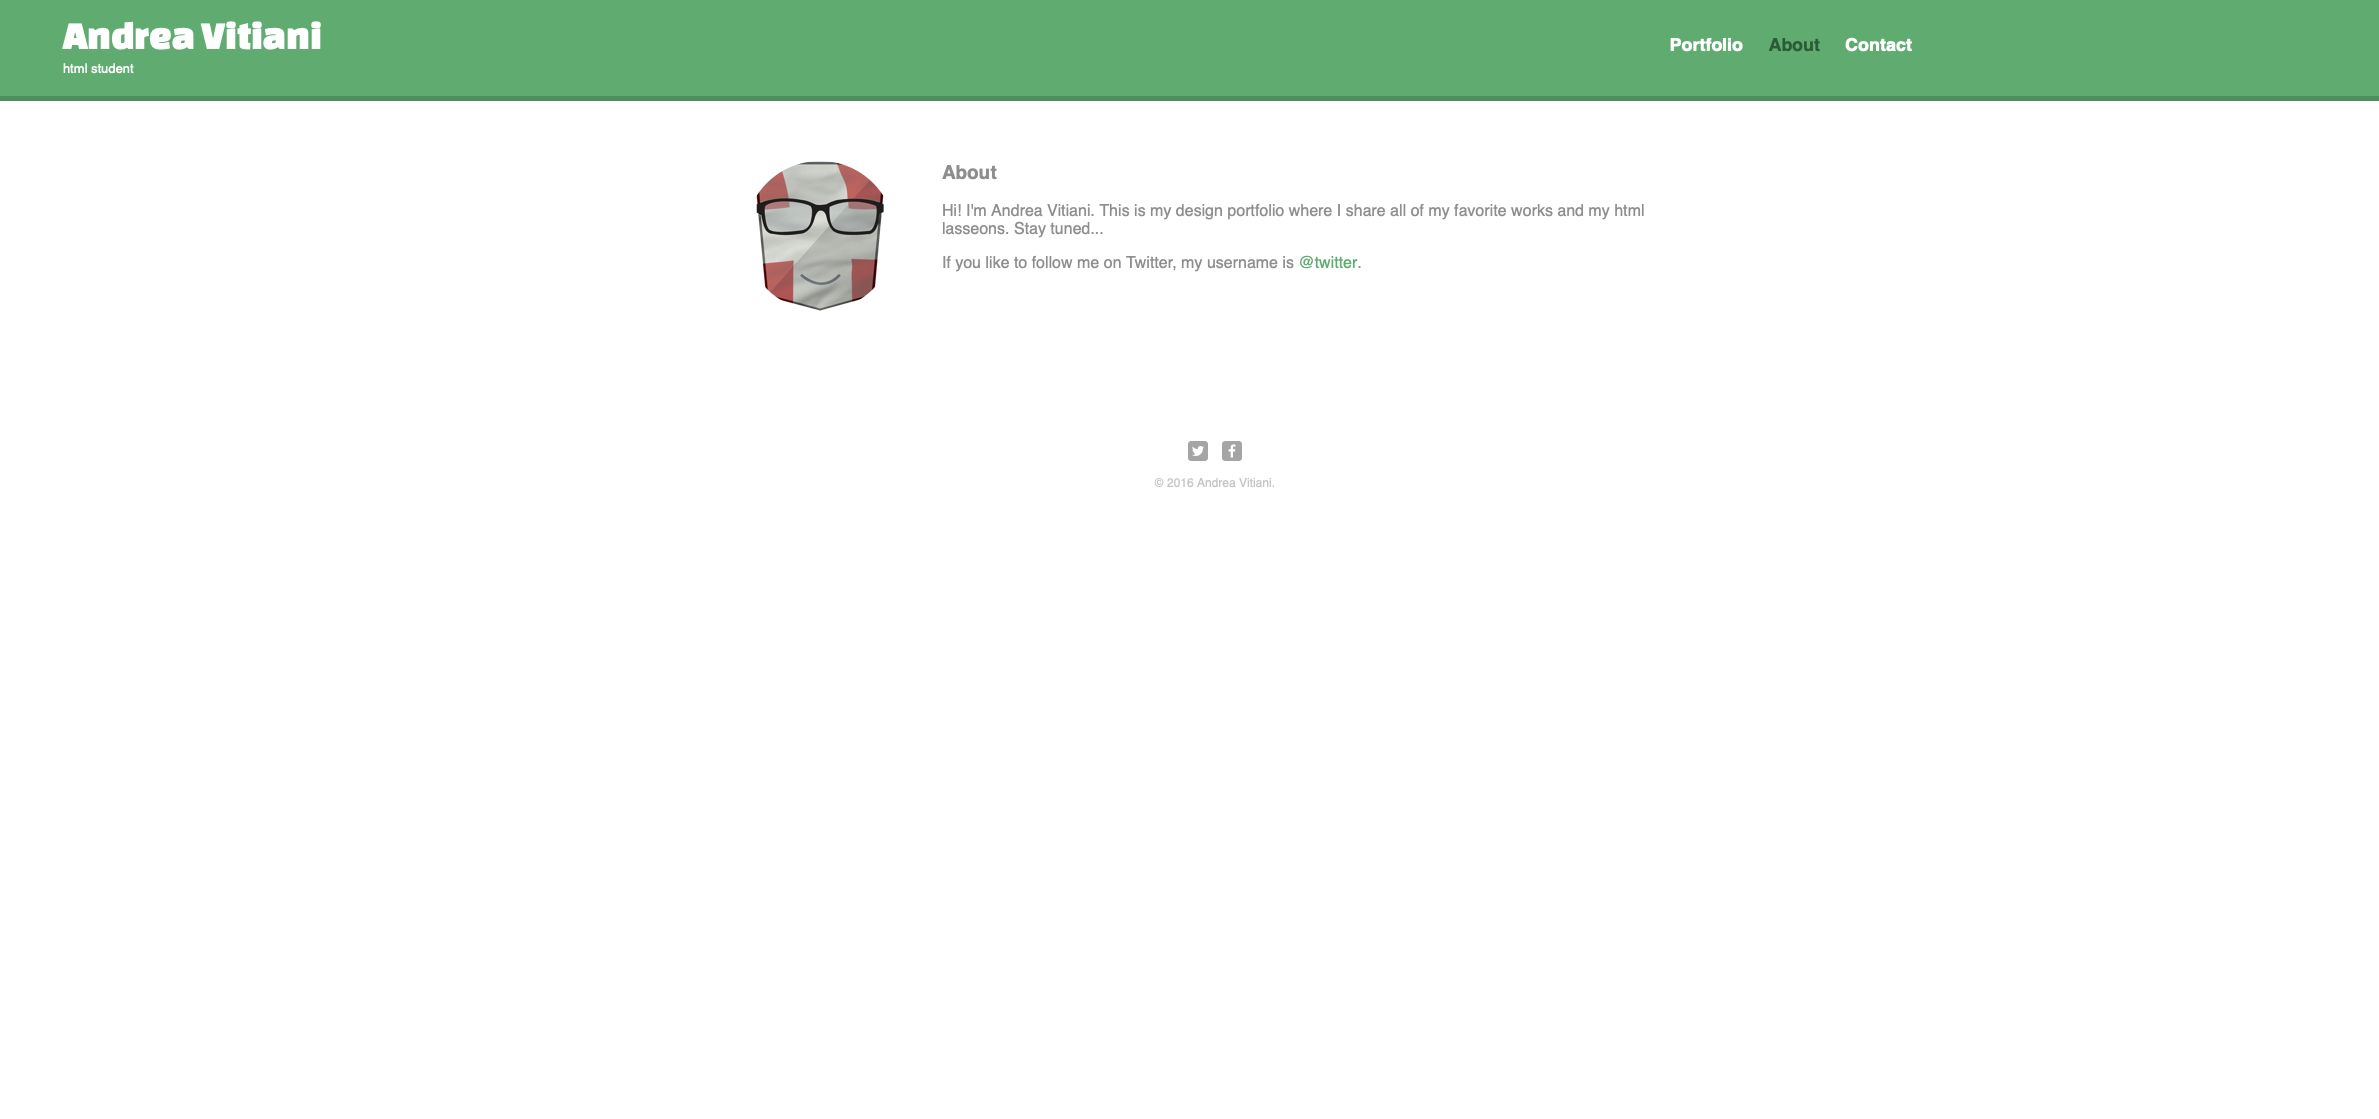 Andrea Vitiani
html student
Portfolio About Contact
About
Hi! I'm Andrea Vitiani. This is my design portfolio where I share all of my favorite works and my html
lasseons. Stay tuned...
If you like to follow me on Twitter, my username is @twitter.
© 2016 Andrea Vitiani.